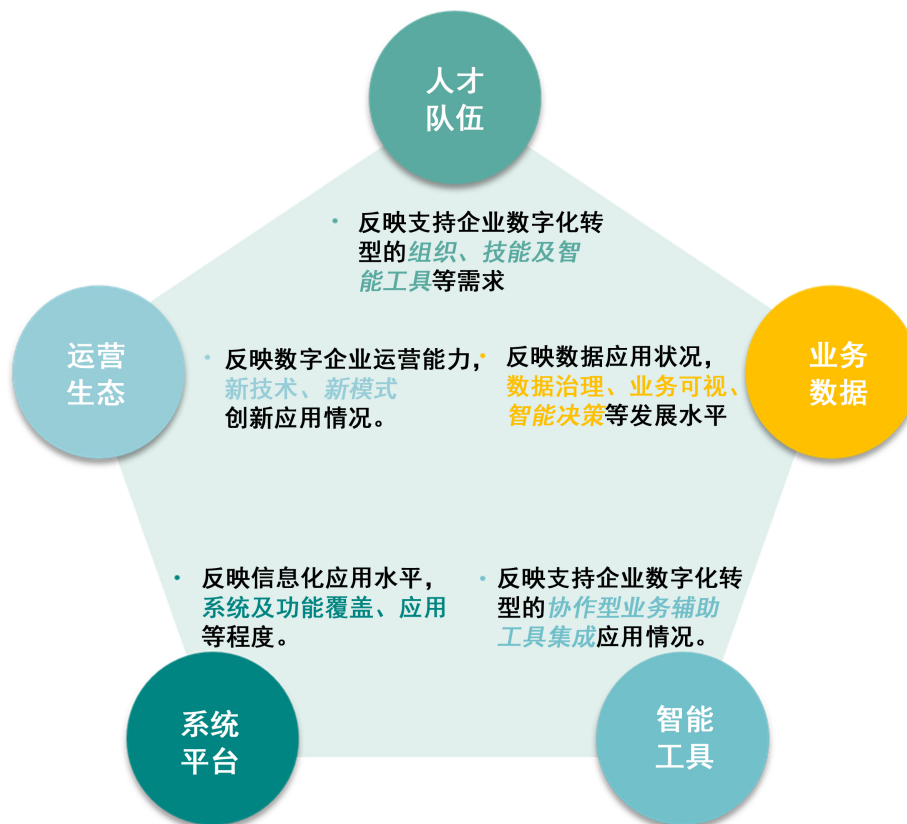 人才
队伍
• 反映支持企业数字化转
型的组织、技能及智
能工具等需求
运营
生态
• 反映数字企业运营能力，
新技术、新模式
创新应用情况。
• 反映数据应用状况，
数据治理、业务可视、
智能决策等发展水平
业务
数据
• 反映信息化应用水平，
系统及功能覆盖、应用
等程度。
• 反映支持企业数字化转
型的协作型业务辅助
工具集成应用情况。
系统
平台
智能
工具